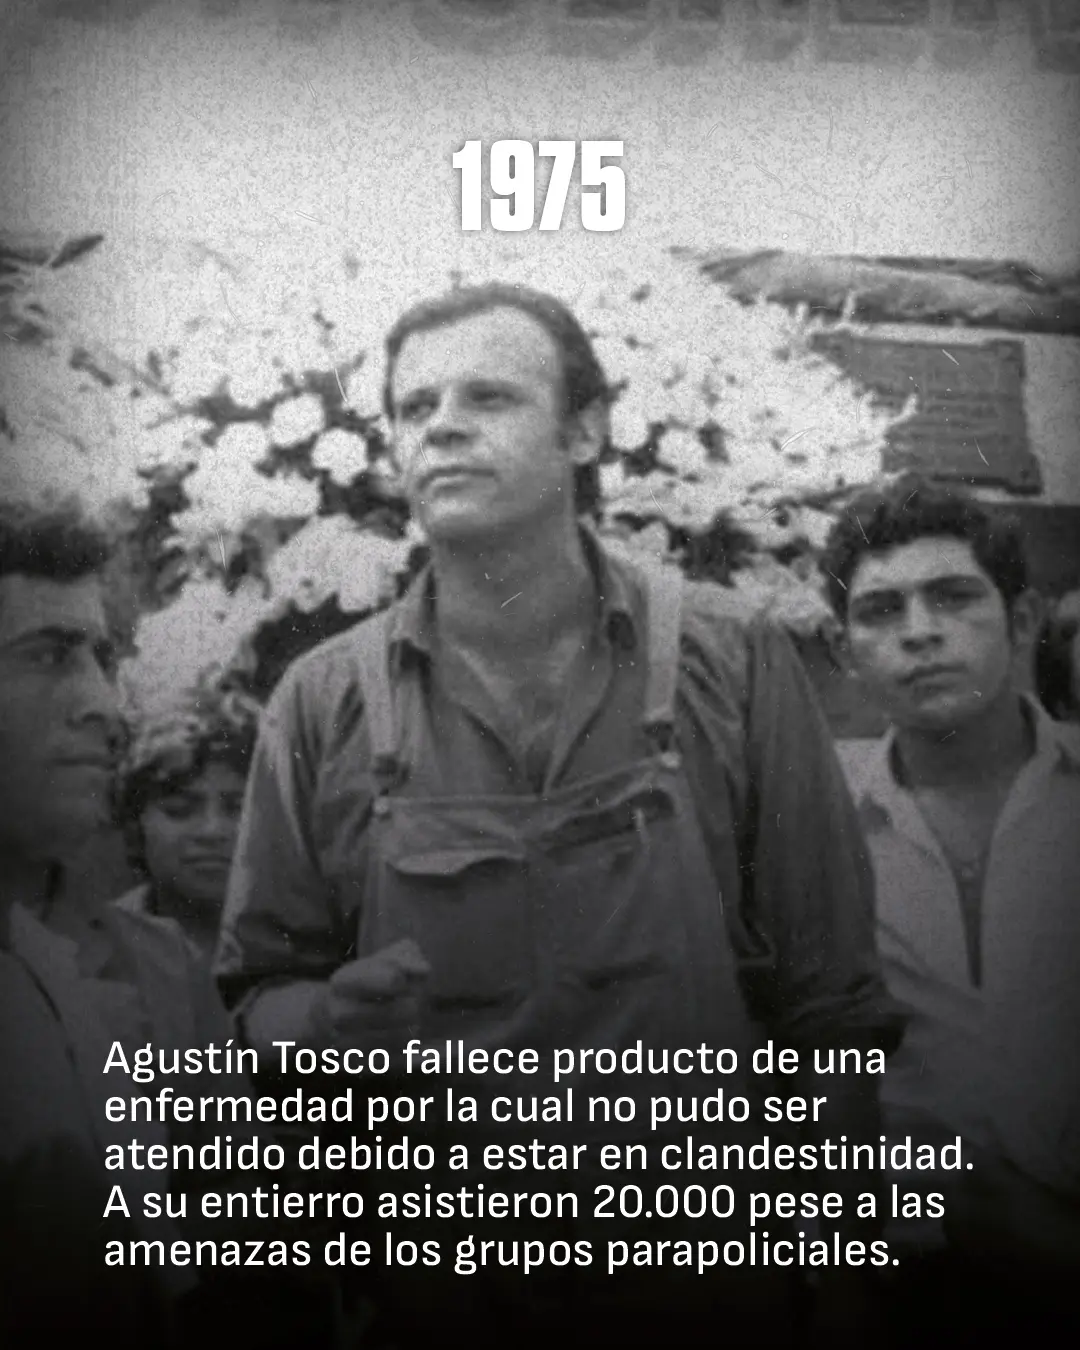 1975
Agustín Tosco fallece producto de una
enfermedad por la cual no pudo ser
atendido debido a estar en clandestinidad.
A su entierro asistieron 20.000 pese a las
amenazas de los grupos parapoliciales.